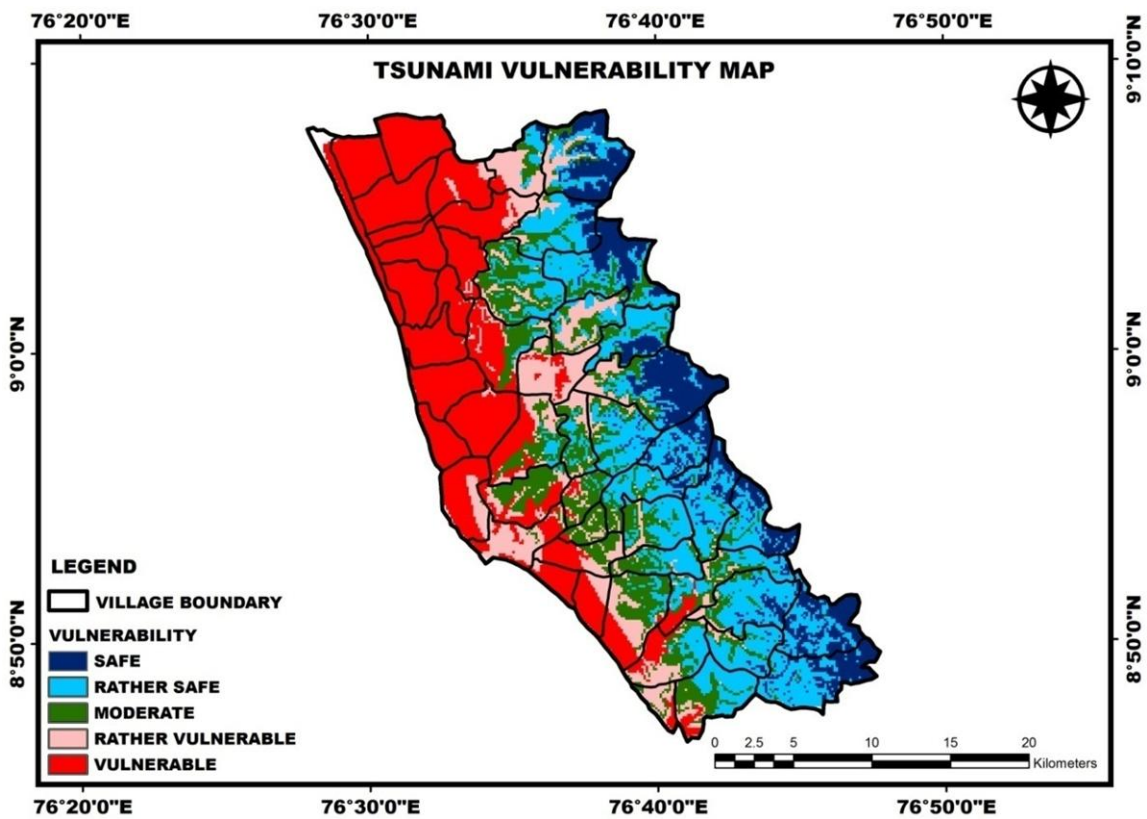 76°20'0"E 76°30'0"E 76°40'0"E 76°50'0"E
TSUNAMI VULNERABILITY MAP
9°10'0"N
9°0'0"N
9°0'0"N
8°50'0"N
8°50'0"N
LEGEND
VILLAGE BOUNDARY
VULNERABILITY
SAFE
RATHER SAFE
MODERATE
RATHER VULNERABLE
VULNERABLE
0 2.5 5 10 15 20
Kilometers
76°20'0"E 76°30'0"E 76°40'0"E 76°50'0"E